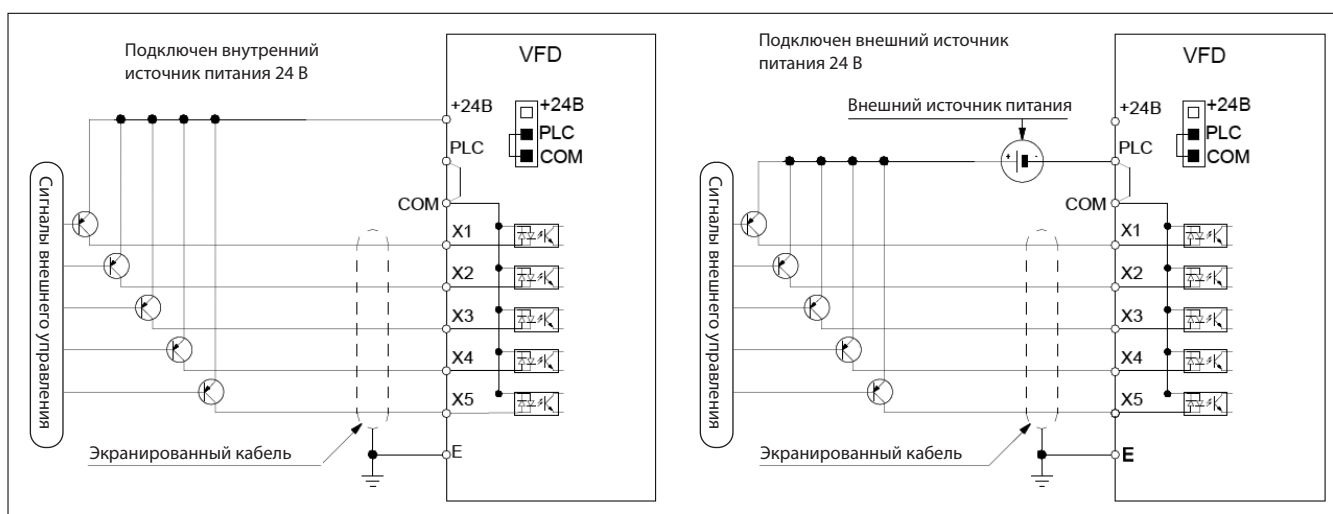 Подключен внутренний
источник питания 24 В
VFD
+24В
+24В
PLC
COM
PLC
COM
X1
X2
X3
X4
X5
E
Сигналы внешнего управления
Экранированный кабель
Подключен внешний источник
питания 24 В
VFD
Внешний источник питания
+24В
+24В
PLC
COM
+ -
PLC
COM
X1
X2
X3
X4
X5
E
Сигналы внешнего управления
Экранированный кабель